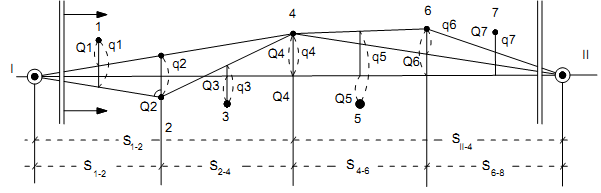 1 4 6 7
Q1 q1 q2 Q4 q4 q5 Q6 q6 Q7 q7
I II
Q2 Q3 q3 Q4 Q5
2 3 5
S1-2 SII-4
S1-2 S2-4 S4-6 S6-8